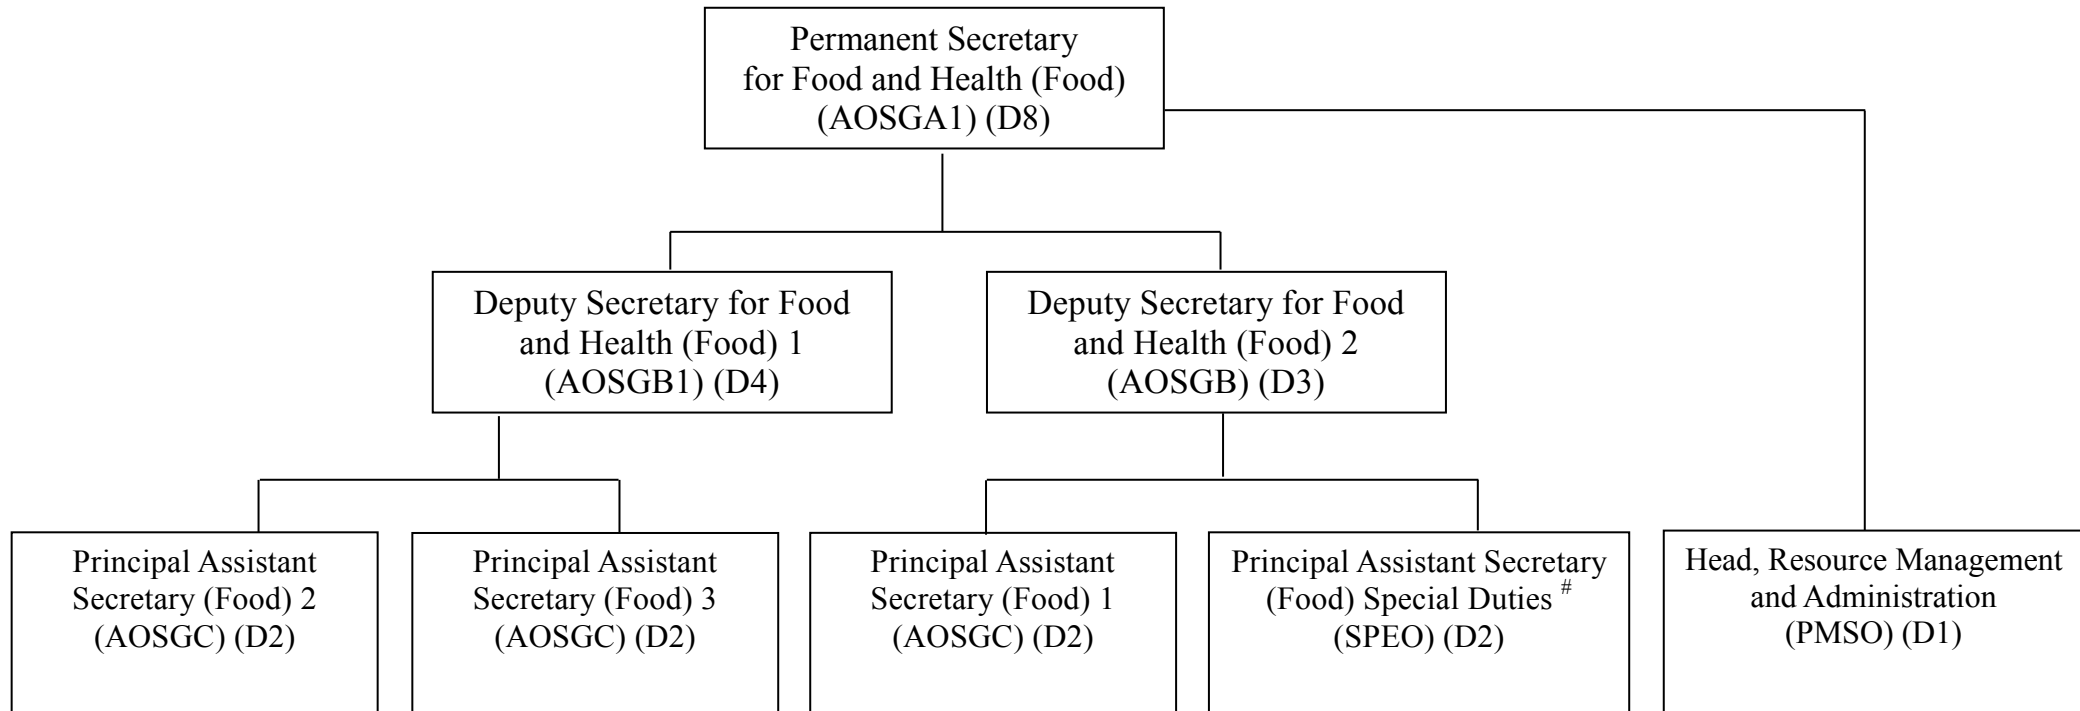 Permanent Secretary
for Food and Health (Food)
(AOSGA1) (D8)
Deputy Secretary for Food
and Health (Food) 1
(AOSGB1) (D4)
Deputy Secretary for Food
and Health (Food) 2
(AOSGB) (D3)
Principal Assistant
Secretary (Food) 2
(AOSGC) (D2)
Principal Assistant
Secretary (Food) 3
(AOSGC) (D2)
Principal Assistant
Secretary (Food) 1
(AOSGC) (D2)
Principal Assistant Secretary
(Food) Special Duties #
(SPEO) (D2)
Head, Resource Management
and Administration
(PMSO) (D1)